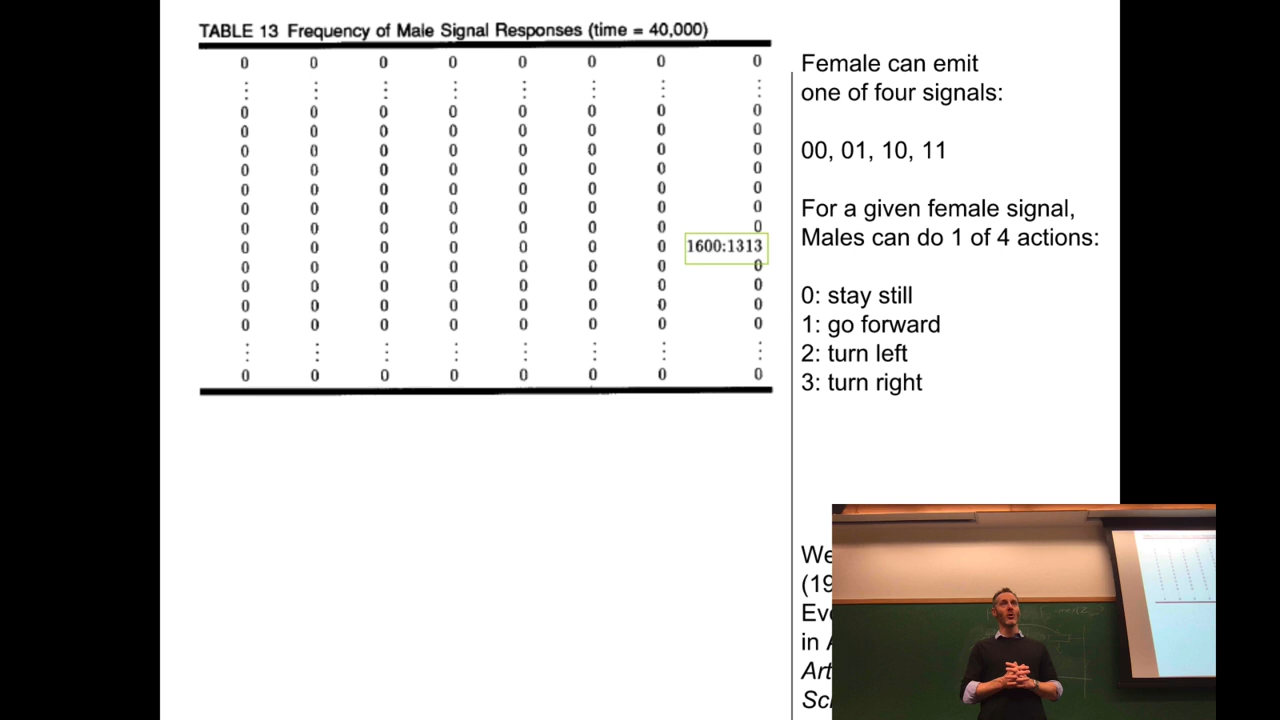 TABLE 13 Frequency of Male Signal Responses (time = 40,000)
0 0 0 0 0 0 0 0
⋮ ⋮ ⋮ ⋮ ⋮ ⋮ ⋮ ⋮
0 0 0 0 0 0 0 0
0 0 0 0 0 0 0 0
0 0 0 0 0 0 0 0
0 0 0 0 0 0 0 0
0 0 0 0 0 0 0 0
0 0 0 0 0 0 0 0
0 0 0 0 0 0 0 0
0 0 0 0 0 0 0 1600:1313
0 0 0 0 0 0 0 0
0 0 0 0 0 0 0 0
0 0 0 0 0 0 0 0
0 0 0 0 0 0 0 0
⋮ ⋮ ⋮ ⋮ ⋮ ⋮ ⋮ ⋮
0 0 0 0 0 0 0 0
Female can emit
one of four signals:
00, 01, 10, 11
For a given female signal,
Males can do 1 of 4 actions:
0: stay still
1: go forward
2: turn left
3: turn right
We
(19
Ev
in
Art
Sci